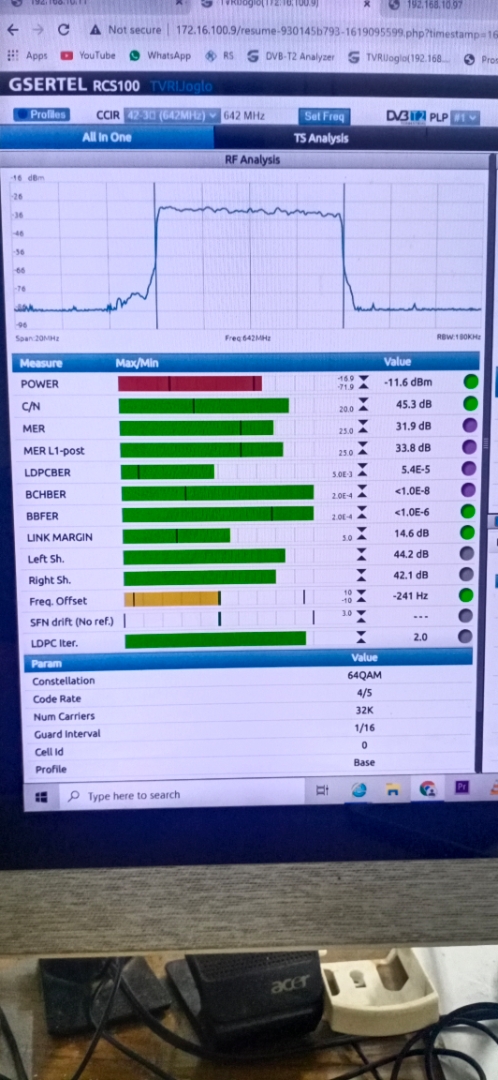 192.168.10.11
TVRIJoglo(172.16.100.9)
192.168.10.97
Not secure | 172.16.100.9/resume-930145b793-1619095599.php?timestamp=16
Apps YouTube WhatsApp RS DVB-T2 Analyzer TVRIJoglo(192.168... Pro
GSERTEL RCS100 TVRIJoglo
Profiles CCIR 42-30 (642MHz) 642 MHz Set Freq DVB T2 PLP #1
All In One TS Analysis
RF Analysis
-16 dBm
-26
-36
-46
-56
-66
-76
-86
-96
Span:20MHz Freq:642MHz RBW:180KHz
Measure Max/Min Value
POWER -16.9 -71.9 -11.6 dBm
C/N 20.0 45.3 dB
MER 25.0 31.9 dB
MER L1-post 25.0 33.8 dB
LDPCBER 5.0E-3 5.4E-5
BCHBER 2.0E-4 <1.0E-8
BBFER 2.0E-4 <1.0E-6
LINK MARGIN 5.0 14.6 dB
Left Sh. 44.2 dB
Right Sh. 42.1 dB
Freq. Offset 10 -10 -241 Hz
SFN drift (No ref.) 3.0 ---
LDPC Iter. 2.0
Param Value
Constellation 64QAM
Code Rate 4/5
Num Carriers 32K
Guard Interval 1/16
Cell Id 0
Profile Base
Type here to search
Pr
acer